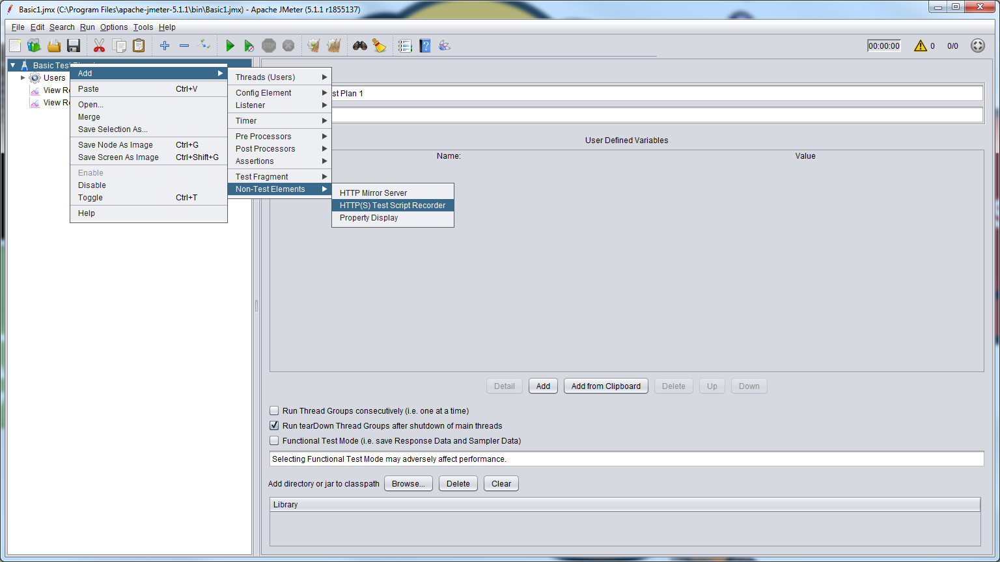 Basic1.jmx (C:\Program Files\apache-jmeter-5.1.1\bin\Basic1.jmx) - Apache JMeter (5.1.1 r1855137)
File Edit Search Run Options Tools Help
STOP
00:00:00 0 0/0
Basic Test
Users
View Re
View Re
Add
Paste Ctrl+V
Open...
Merge
Save Selection As...
Save Node As Image Ctrl+G
Save Screen As Image Ctrl+Shift+G
Enable
Disable
Toggle Ctrl+T
Help
Threads (Users)
Config Element
Listener
Timer
Pre Processors
Post Processors
Assertions
Test Fragment
Non-Test Elements
HTTP Mirror Server
HTTP(S) Test Script Recorder
Property Display
st Plan 1
User Defined Variables
Name: Value
Detail Add Add from Clipboard Delete Up Down
Run Thread Groups consecutively (i.e. one at a time)
Run tearDown Thread Groups after shutdown of main threads
Functional Test Mode (i.e. save Response Data and Sampler Data)
Selecting Functional Test Mode may adversely affect performance.
Add directory or jar to classpath Browse... Delete Clear
Library